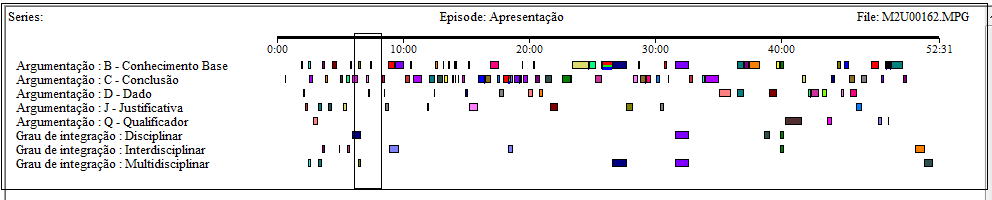 Series: Episode: Apresentação File: M2U00162.MPG
0:00 10:00 20:00 30:00 40:00 52:31
Argumentação : B - Conhecimento Base
Argumentação : C - Conclusão
Argumentação : D - Dado
Argumentação : J - Justificativa
Argumentação : Q - Qualificador
Grau de integração : Disciplinar
Grau de integração : Interdisciplinar
Grau de integração : Multidisciplinar